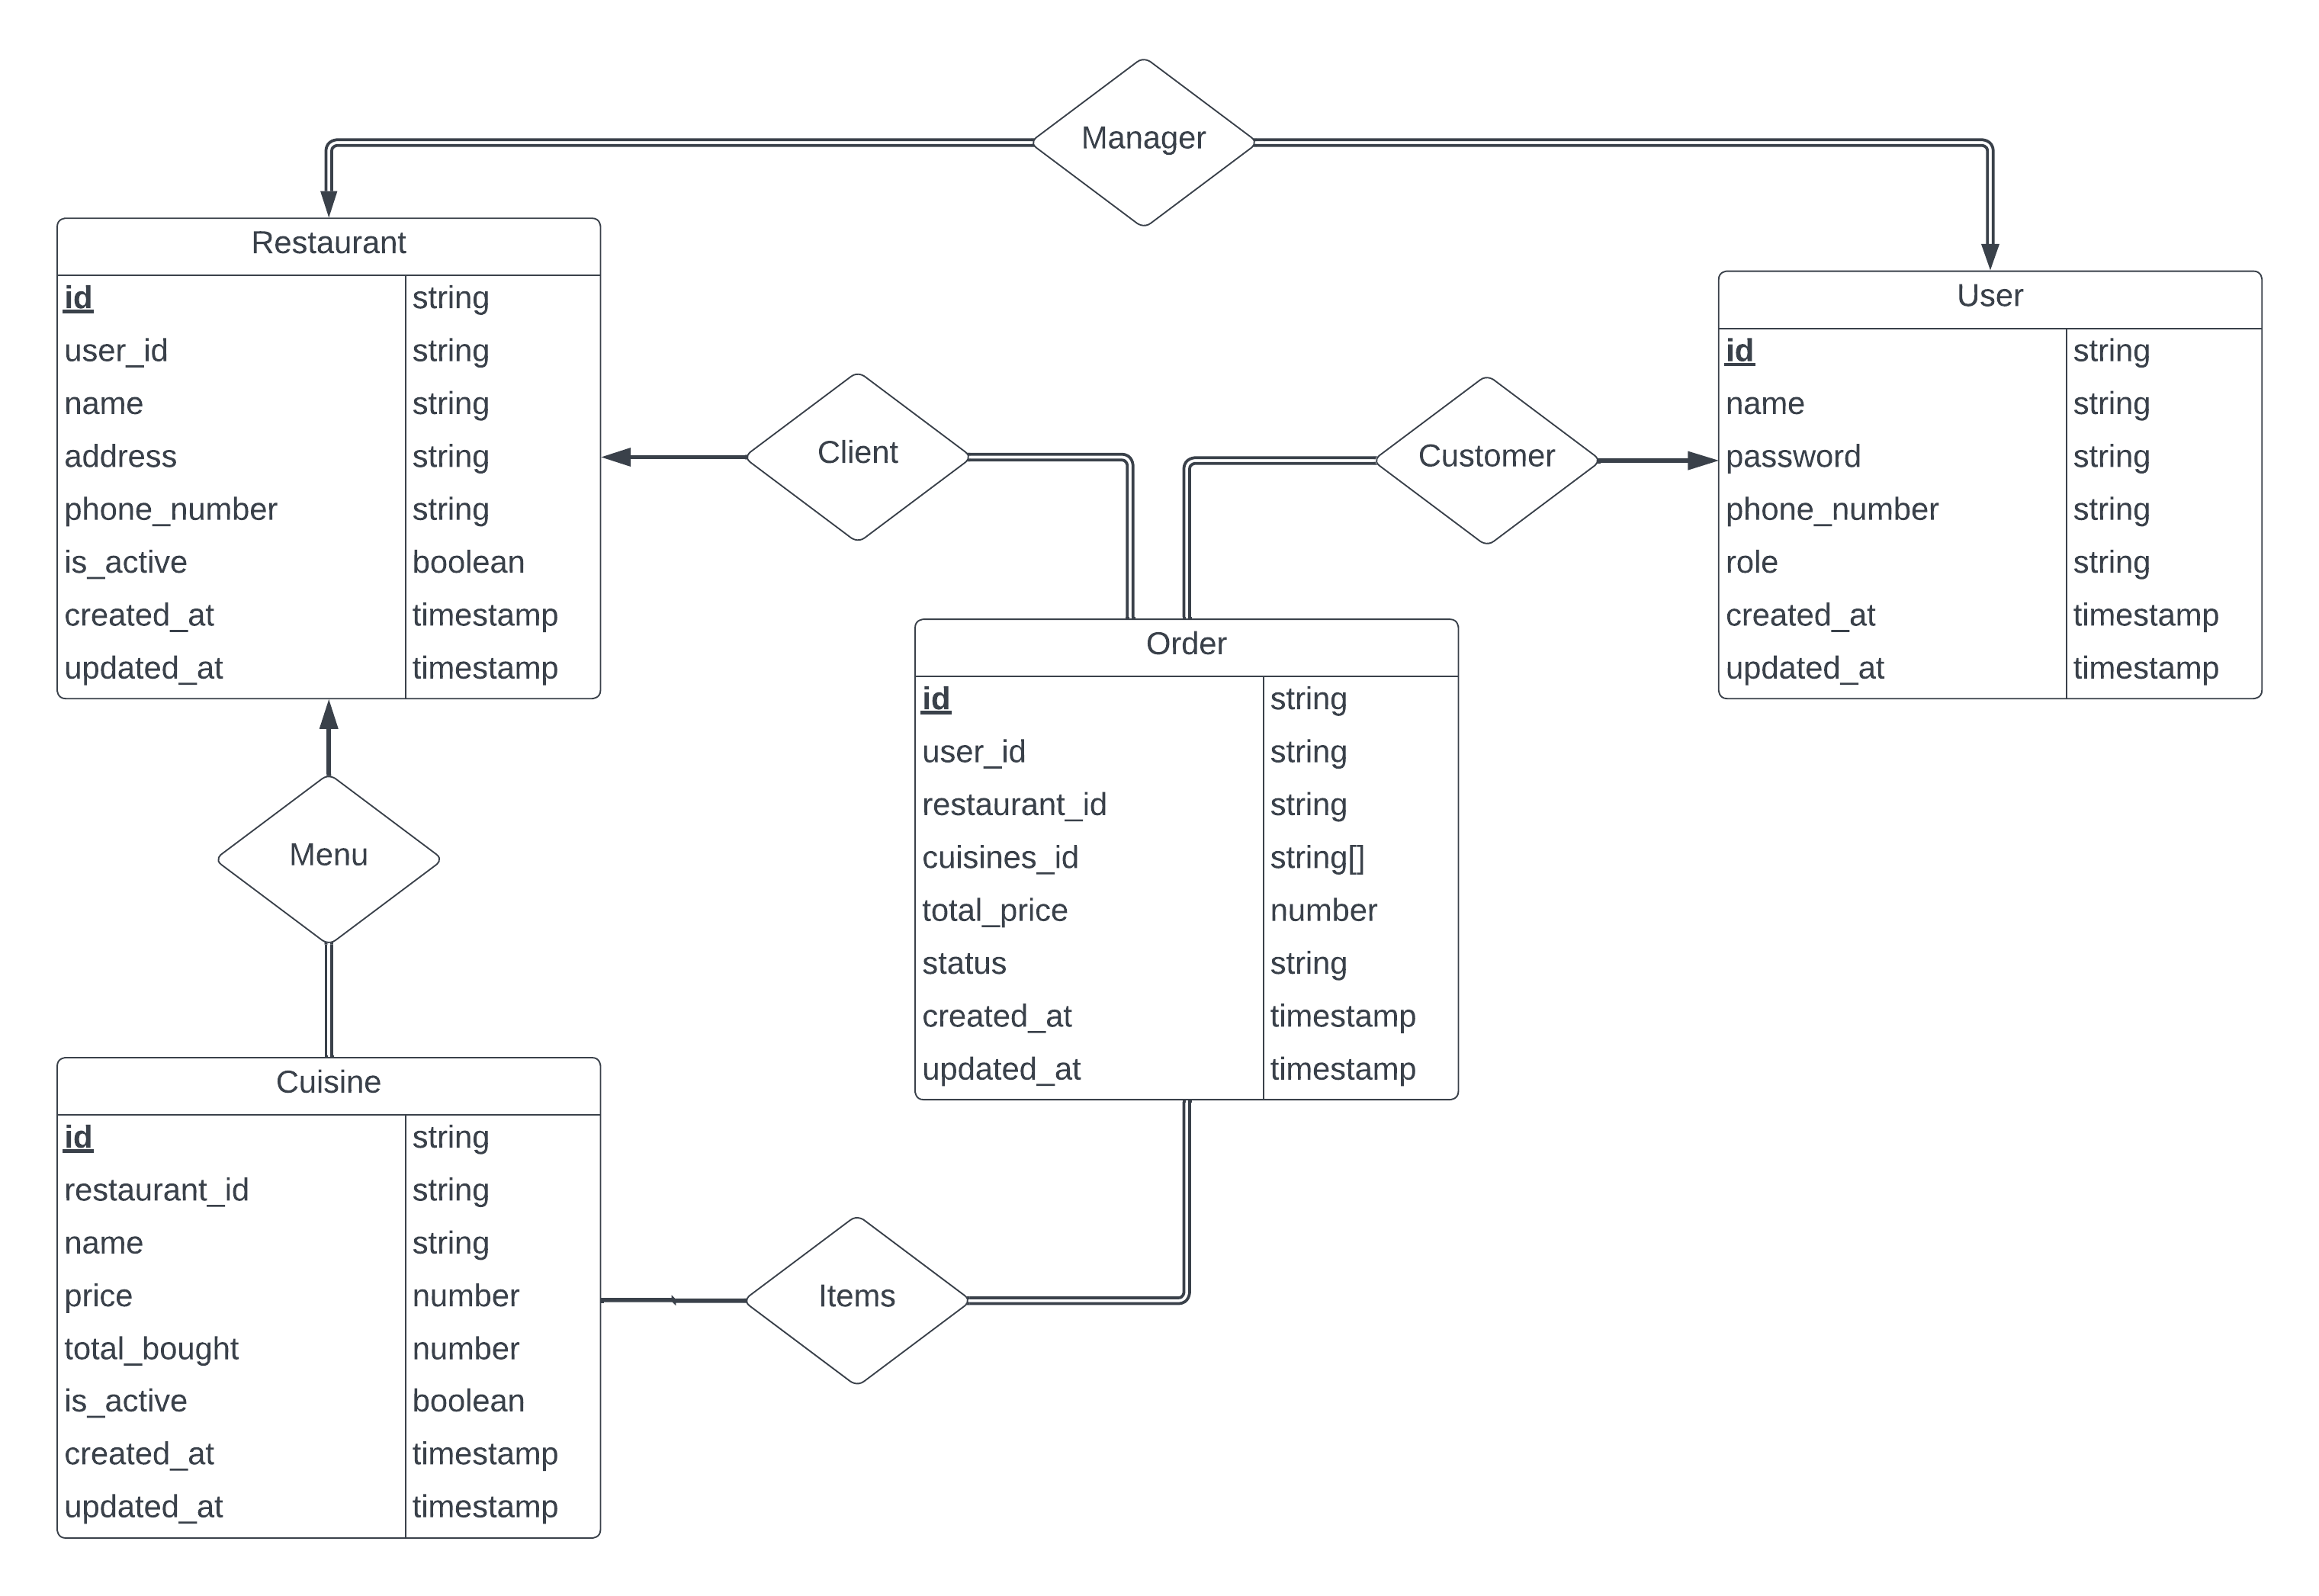 Manager
Restaurant
id string
user_id string
name string
address string
phone_number string
is_active boolean
created_at timestamp
updated_at timestamp
Client
Customer
User
id string
name string
password string
phone_number string
role string
created_at timestamp
updated_at timestamp
Order
id string
user_id string
restaurant_id string
cuisines_id string[]
total_price number
status string
created_at timestamp
updated_at timestamp
Menu
Cuisine
id string
restaurant_id string
name string
price number
total_bought number
is_active boolean
created_at timestamp
updated_at timestamp
Items